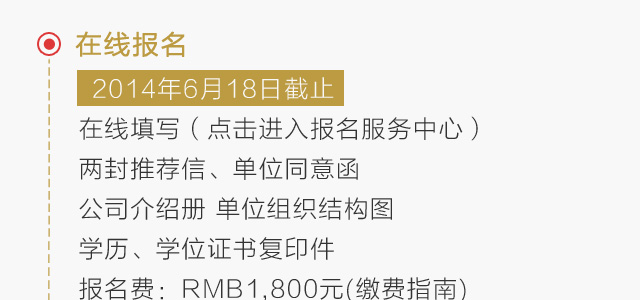 在线报名
2014年6月18日截止
在线填写（点击进入报名服务中心）
两封推荐信、单位同意函
公司介绍册 单位组织结构图
学历、学位证书复印件
报名费：RMB1,800元(缴费指南)